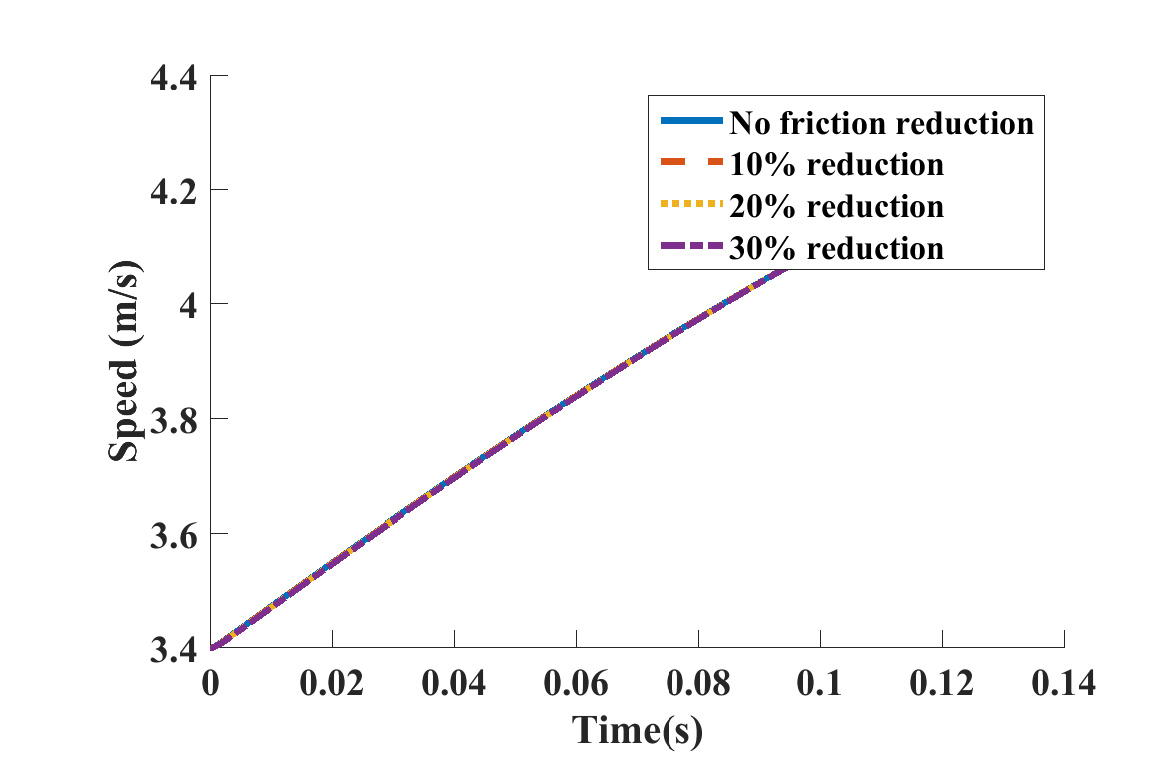 4.4
4.2
4
3.8
3.6
3.4
Speed (m/s)
No friction reduction
10% reduction
20% reduction
30% reduction
0 0.02 0.04 0.06 0.08 0.1 0.12 0.14
Time(s)